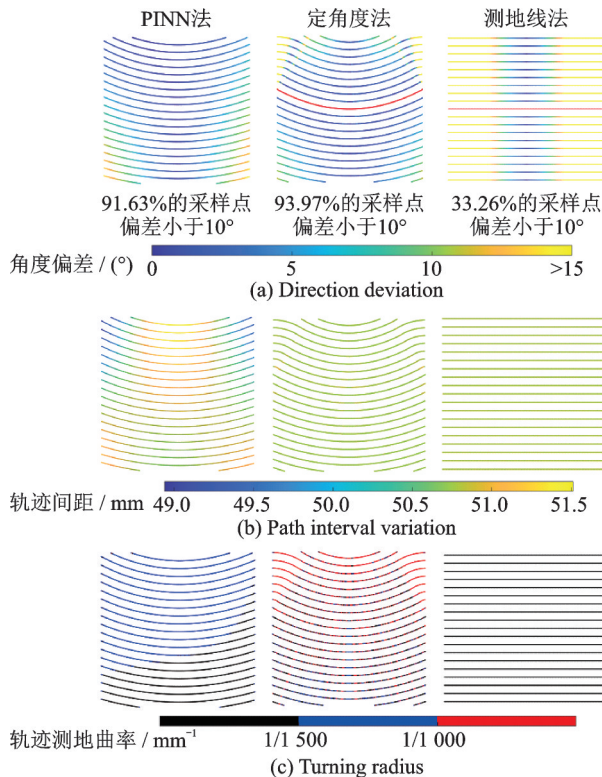 PINN法 定角度法 测地线法
91.63%的采样点 93.97%的采样点 33.26%的采样点
偏差小于10° 偏差小于10° 偏差小于10°
角度偏差 / (°)
0 5 10 >15
(a) Direction deviation
轨迹间距 / mm
49.0 49.5 50.0 50.5 51.0 51.5
(b) Path interval variation
轨迹测地曲率 / mm⁻¹
1/1 500 1/1 000
(c) Turning radius